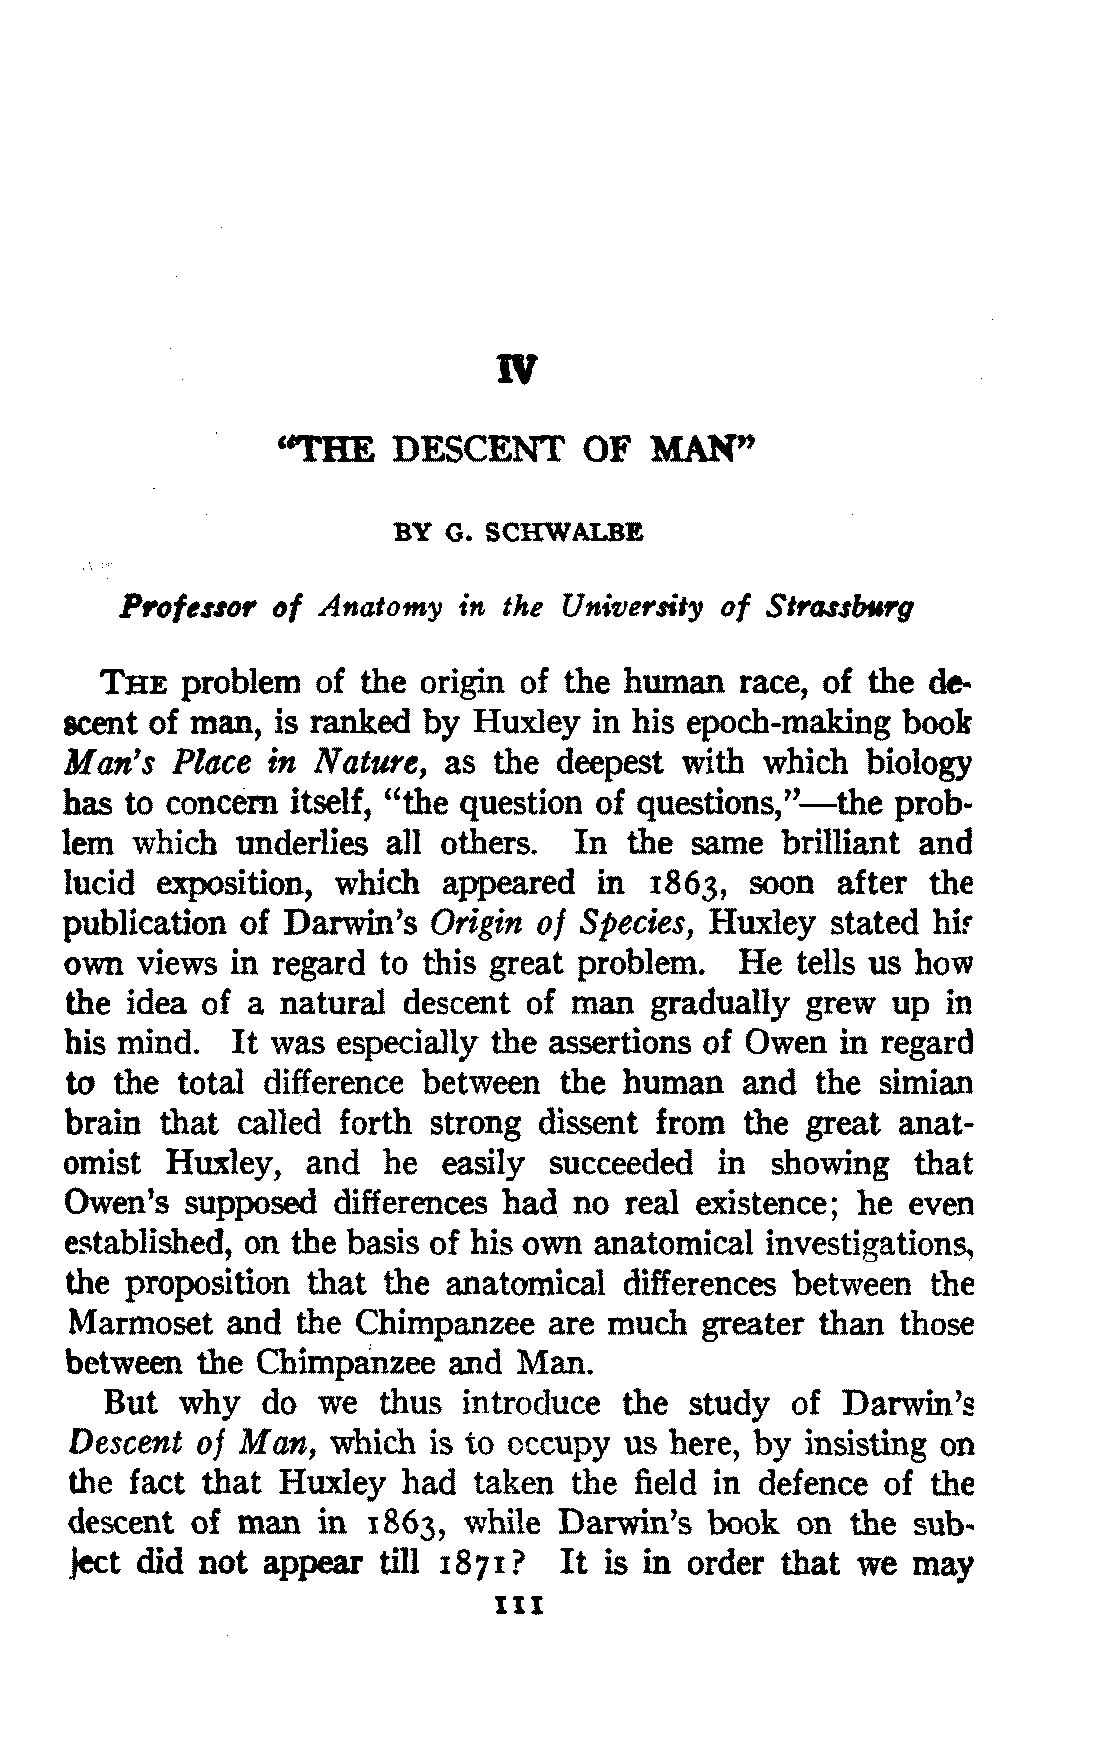 IV
“THE DESCENT OF MAN”
BY G. SCHWALBE
Professor of Anatomy in the University of Strassburg
THE problem of the origin of the human race, of the de-
scent of man, is ranked by Huxley in his epoch-making book
Man's Place in Nature, as the deepest with which biology
has to concern itself, “the question of questions,”—the prob-
lem which underlies all others. In the same brilliant and
lucid exposition, which appeared in 1863, soon after the
publication of Darwin's Origin of Species, Huxley stated his
own views in regard to this great problem. He tells us how
the idea of a natural descent of man gradually grew up in
his mind. It was especially the assertions of Owen in regard
to the total difference between the human and the simian
brain that called forth strong dissent from the great anat-
omist Huxley, and he easily succeeded in showing that
Owen's supposed differences had no real existence; he even
established, on the basis of his own anatomical investigations,
the proposition that the anatomical differences between the
Marmoset and the Chimpanzee are much greater than those
between the Chimpanzee and Man.
But why do we thus introduce the study of Darwin's
Descent of Man, which is to occupy us here, by insisting on
the fact that Huxley had taken the field in defence of the
descent of man in 1863, while Darwin's book on the sub-
ject did not appear till 1871? It is in order that we may
111